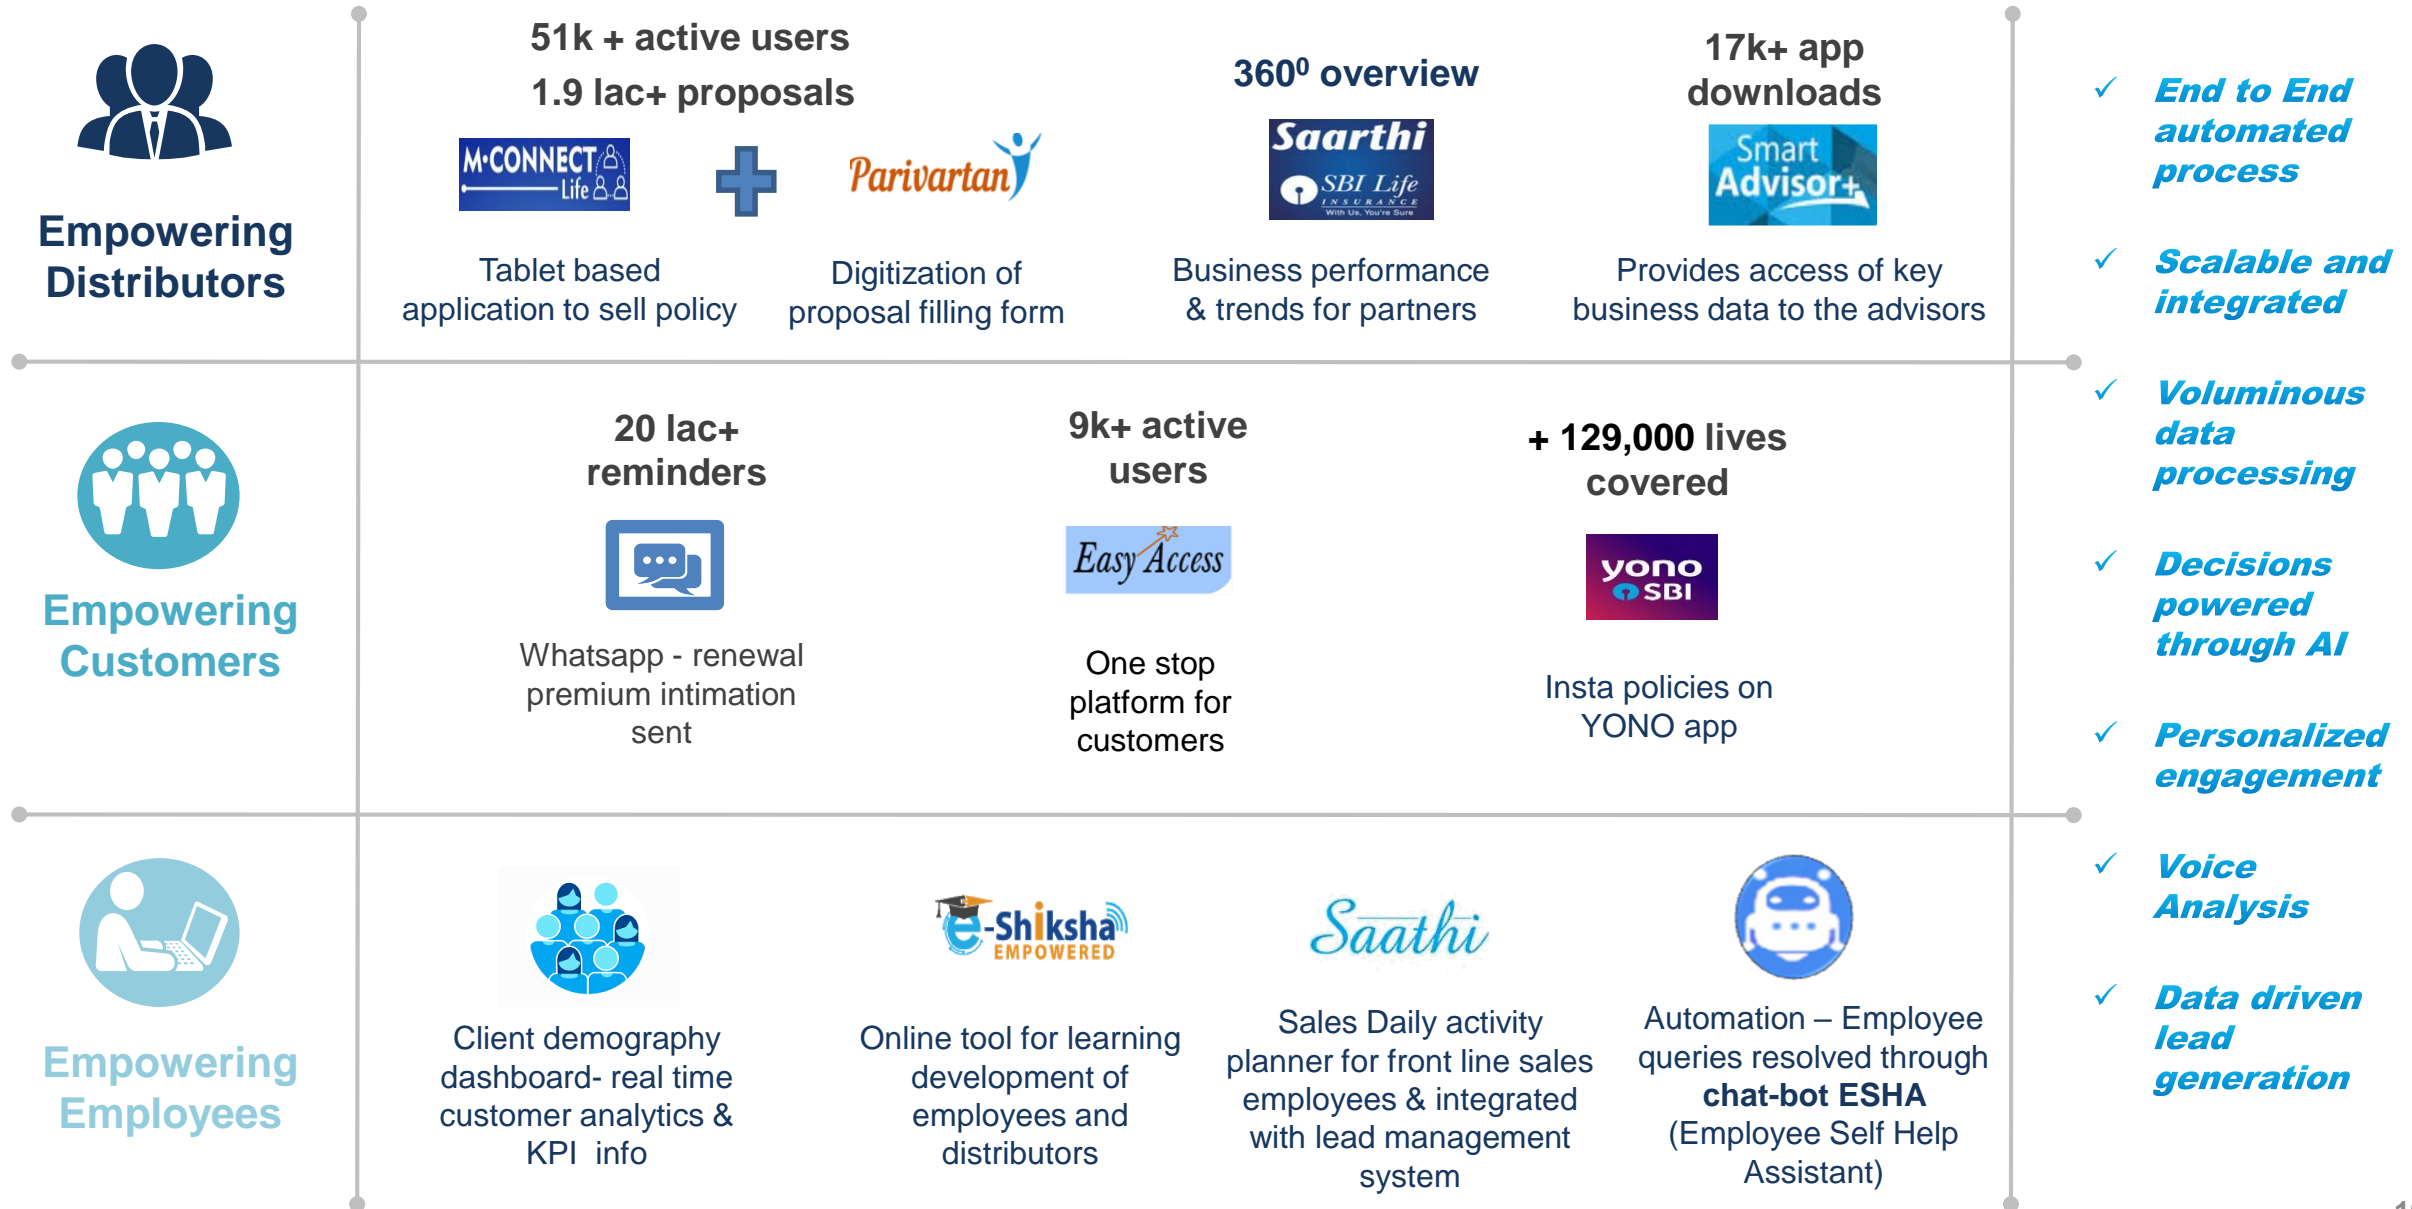 51k + active users
1.9 lac+ proposals
360⁰ overview
17k+ app
downloads
M-CONNECT
Life
Parivartan
Saarthi
SBI Life
INSURANCE
With Us, You're Sure
Smart
Advisor+
Empowering
Distributors
Tablet based
application to sell policy
Digitization of
proposal filling form
Business performance
& trends for partners
Provides access of key
business data to the advisors
20 lac+
reminders
9k+ active
users
+ 129,000 lives
covered
Easy Access
yono
SBI
Empowering
Customers
Whatsapp - renewal
premium intimation
sent
One stop
platform for
customers
Insta policies on
YONO app
e-Shiksha
EMPOWERED
Saathi
Empowering
Employees
Client demography
dashboard- real time
customer analytics &
KPI info
Online tool for learning
development of
employees and
distributors
Sales Daily activity
planner for front line sales
employees & integrated
with lead management
system
Automation – Employee
queries resolved through
chat-bot ESHA
(Employee Self Help
Assistant)
✓ End to End
automated
process
✓ Scalable and
integrated
✓ Voluminous
data
processing
✓ Decisions
powered
through AI
✓ Personalized
engagement
✓ Voice
Analysis
✓ Data driven
lead
generation